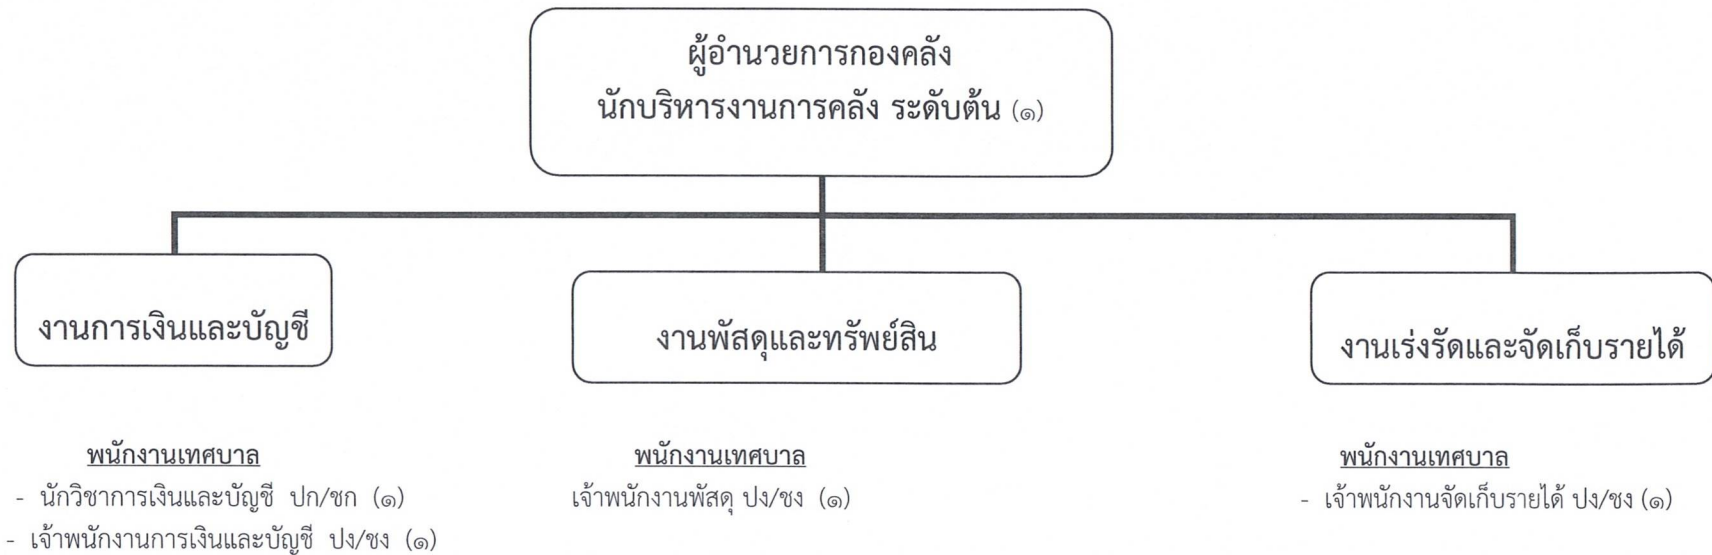 ผู้อำนวยการกองคลัง
นักบริหารงานการคลัง ระดับต้น (๑)
งานการเงินและบัญชี
งานพัสดุและทรัพย์สิน
งานเร่งรัดและจัดเก็บรายได้
พนักงานเทศบาล
- นักวิชาการเงินและบัญชี ปก/ชก (๑)
- เจ้าพนักงานการเงินและบัญชี ปง/ชง (๑)
พนักงานเทศบาล
เจ้าพนักงานพัสดุ ปง/ชง (๑)
พนักงานเทศบาล
- เจ้าพนักงานจัดเก็บรายได้ ปง/ชง (๑)